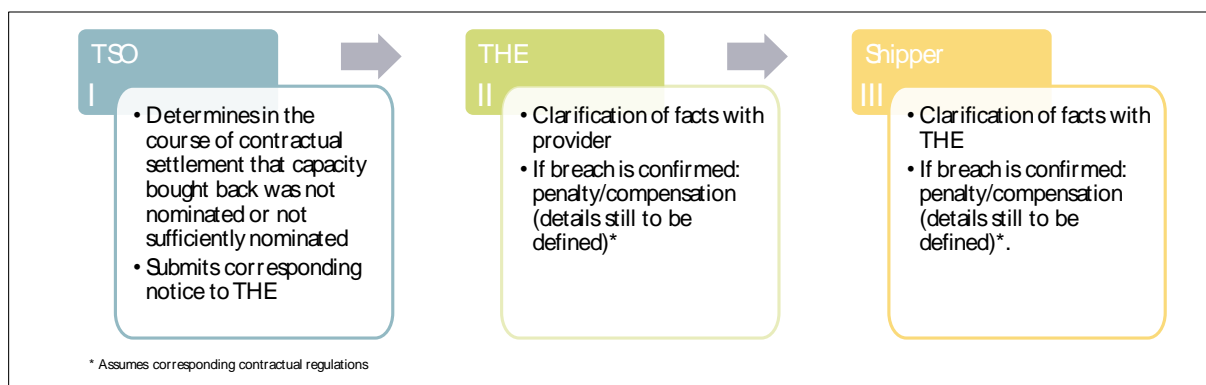 TSO
I
• Determines in the
course of contractual
settlement that capacity
bought back was not
nominated or not
sufficiently nominated
• Submits corresponding
notice to THE
THE
II
• Clarification of facts with
provider
• If breach is confirmed:
penalty/compensation
(details still to be
defined)*
Shipper
III
• Clarification of facts with
THE
• If breach is confirmed:
penalty/compensation
(details still to be
defined)*.
* Assumes corresponding contractual regulations